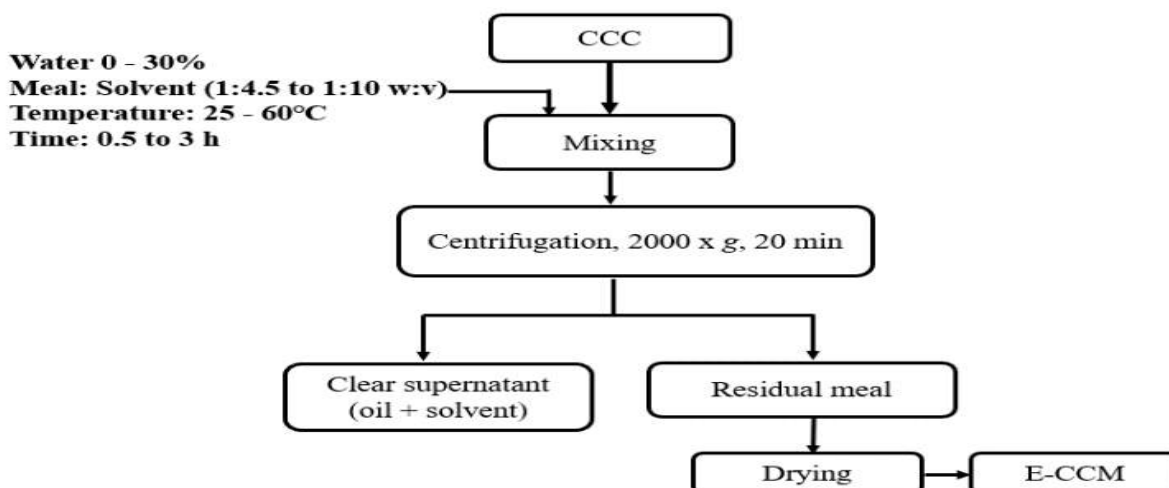 CCC
Water 0 - 30%
Meal: Solvent (1:4.5 to 1:10 w:v)
Temperature: 25 - 60°C
Time: 0.5 to 3 h
Mixing
Centrifugation, 2000 x g, 20 min
Clear supernatant
(oil + solvent)
Residual meal
Drying
E-CCM